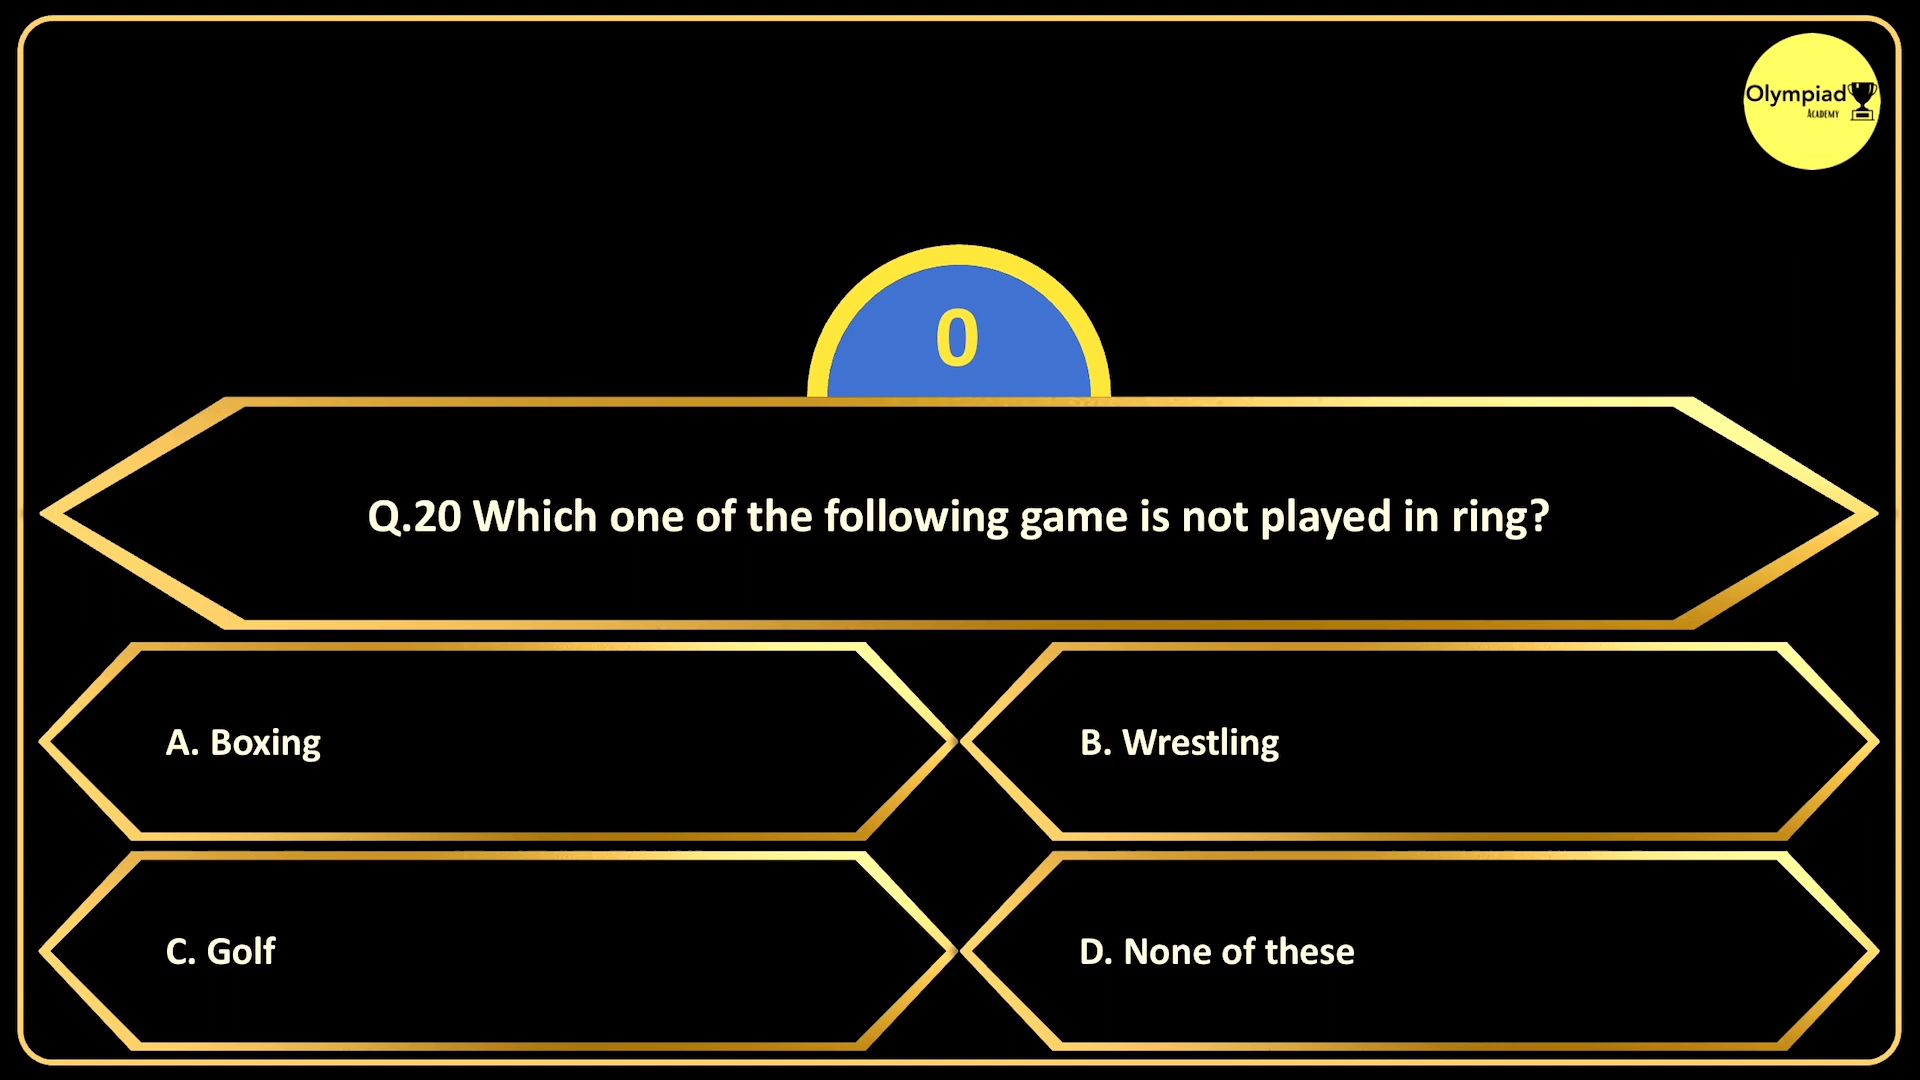 Olympiad
Academy
0
Q.20 Which one of the following game is not played in ring?
A. Boxing
B. Wrestling
C. Golf
D. None of these